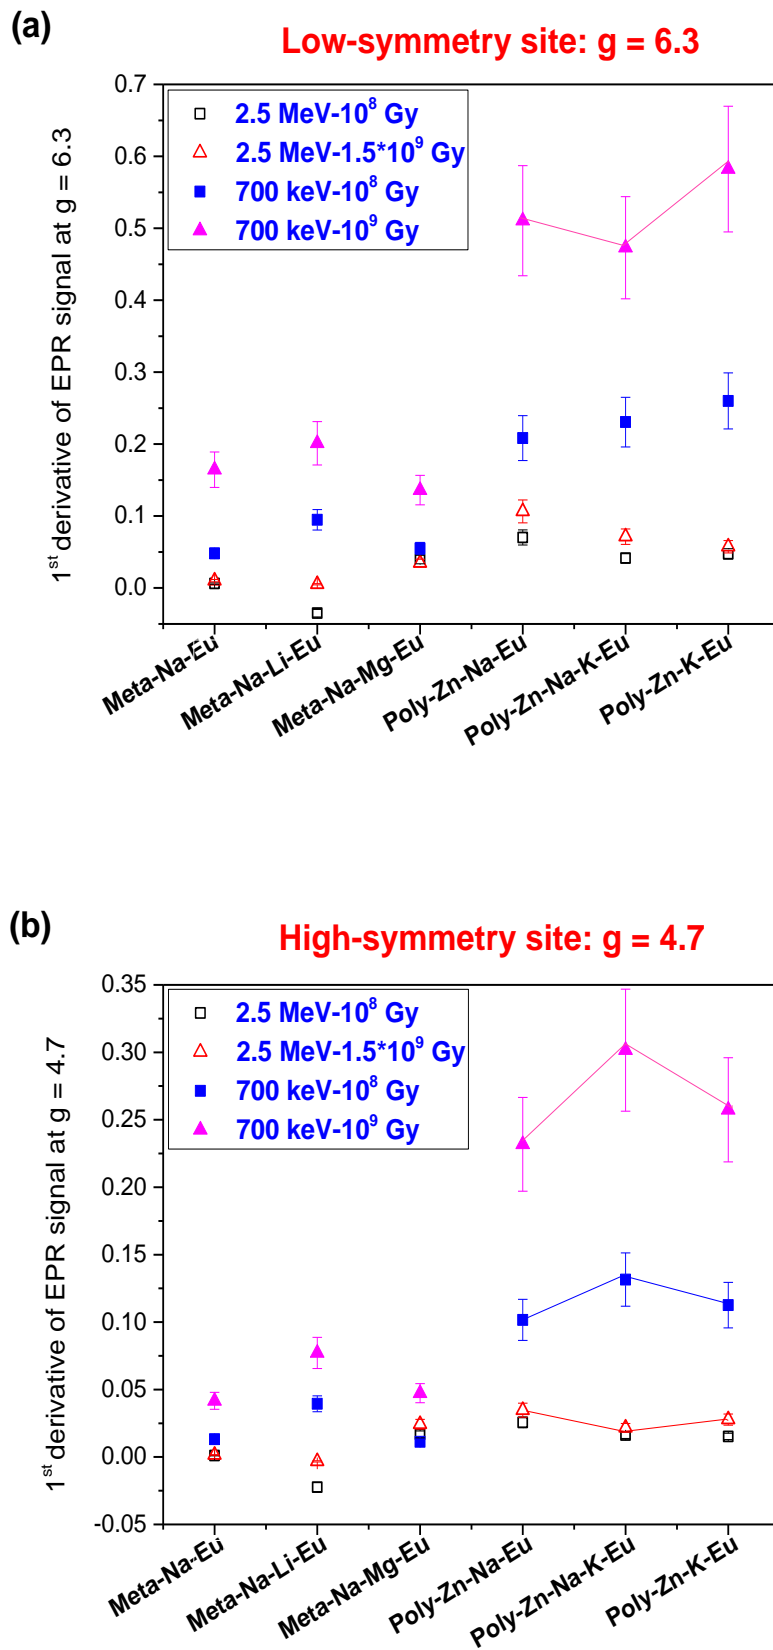 (a)
Low-symmetry site: g = 6.3
1st derivative of EPR signal at g = 6.3
0.7
0.6
0.5
0.4
0.3
0.2
0.1
0.0
2.5 MeV-10^8 Gy
2.5 MeV-1.5*10^9 Gy
700 keV-10^8 Gy
700 keV-10^9 Gy
Meta-Na-Eu
Meta-Na-Li-Eu
Meta-Na-Mg-Eu
Poly-Zn-Na-Eu
Poly-Zn-Na-K-Eu
Poly-Zn-K-Eu
(b)
High-symmetry site: g = 4.7
1st derivative of EPR signal at g = 4.7
0.35
0.30
0.25
0.20
0.15
0.10
0.05
0.00
-0.05
2.5 MeV-10^8 Gy
2.5 MeV-1.5*10^9 Gy
700 keV-10^8 Gy
700 keV-10^9 Gy
Meta-Na-Eu
Meta-Na-Li-Eu
Meta-Na-Mg-Eu
Poly-Zn-Na-Eu
Poly-Zn-Na-K-Eu
Poly-Zn-K-Eu